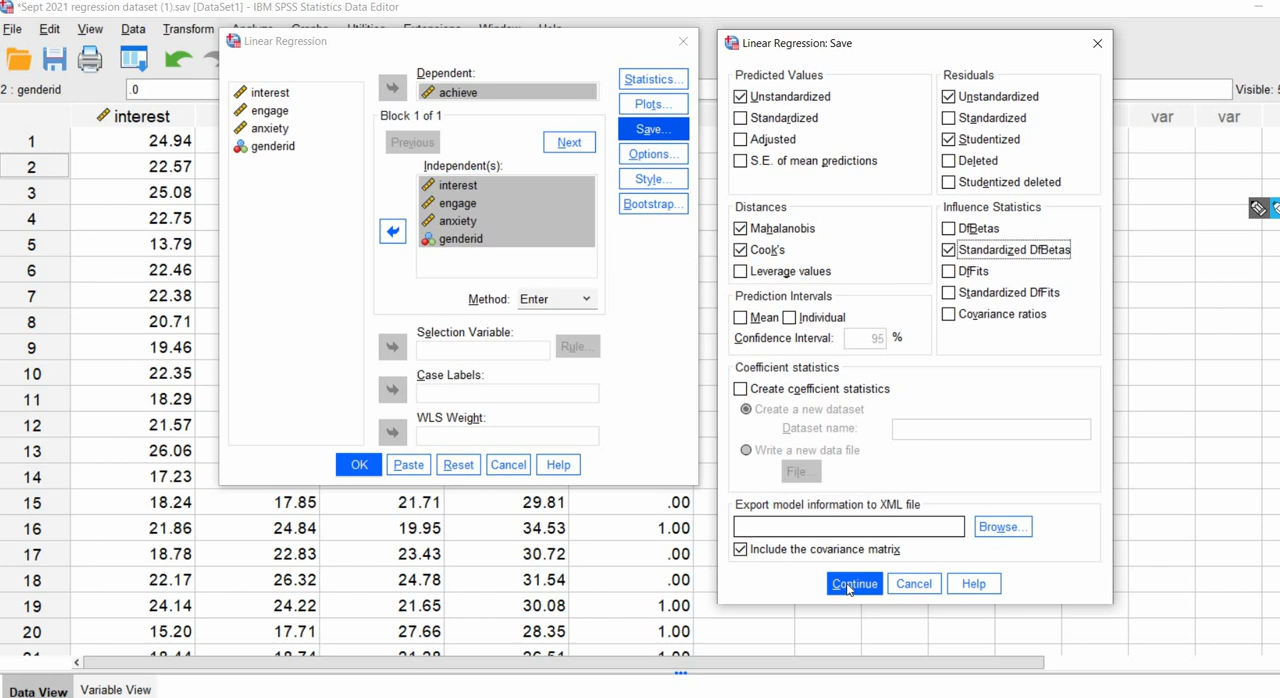 *Sept 2021 regression dataset (1).sav [DataSet1] - IBM SPSS Statistics Data Editor
File Edit View Data Transform Analyze Graphs Utilities Extensions Window Help
2 : genderid .0 Visible: 5
interest var var
1 24.94
2 22.57
3 25.08
4 22.75
5 13.79
6 22.46
7 22.38
8 20.71
9 19.46
10 22.35
11 18.29
12 21.57
13 26.06
14 17.23
15 18.24 17.85 21.71 29.81 .00
16 21.86 24.84 19.95 34.53 1.00
17 18.78 22.83 23.43 30.72 .00
18 22.17 26.32 24.78 31.54 .00
19 24.14 24.22 21.65 30.08 1.00
20 15.20 17.71 27.66 28.35 1.00
Data View Variable View
Linear Regression
interest
engage
anxiety
genderid
Dependent:
achieve
Block 1 of 1
Previous Next
Independent(s):
interest
engage
anxiety
genderid
Method: Enter
Selection Variable:
Rule...
Case Labels:
WLS Weight:
Statistics...
Plots...
Save...
Options...
Style...
Bootstrap...
OK Paste Reset Cancel Help
Linear Regression: Save
Predicted Values
Unstandardized
Standardized
Adjusted
S.E. of mean predictions
Residuals
Unstandardized
Standardized
Studentized
Deleted
Studentized deleted
Distances
Mahalanobis
Cook's
Leverage values
Influence Statistics
DfBetas
Standardized DfBetas
DfFits
Standardized DfFits
Covariance ratios
Prediction Intervals
Mean Individual
Confidence Interval: 95 %
Coefficient statistics
Create coefficient statistics
Create a new dataset
Dataset name:
Write a new data file
File...
Export model information to XML file
Browse...
Include the covariance matrix
Continue Cancel Help